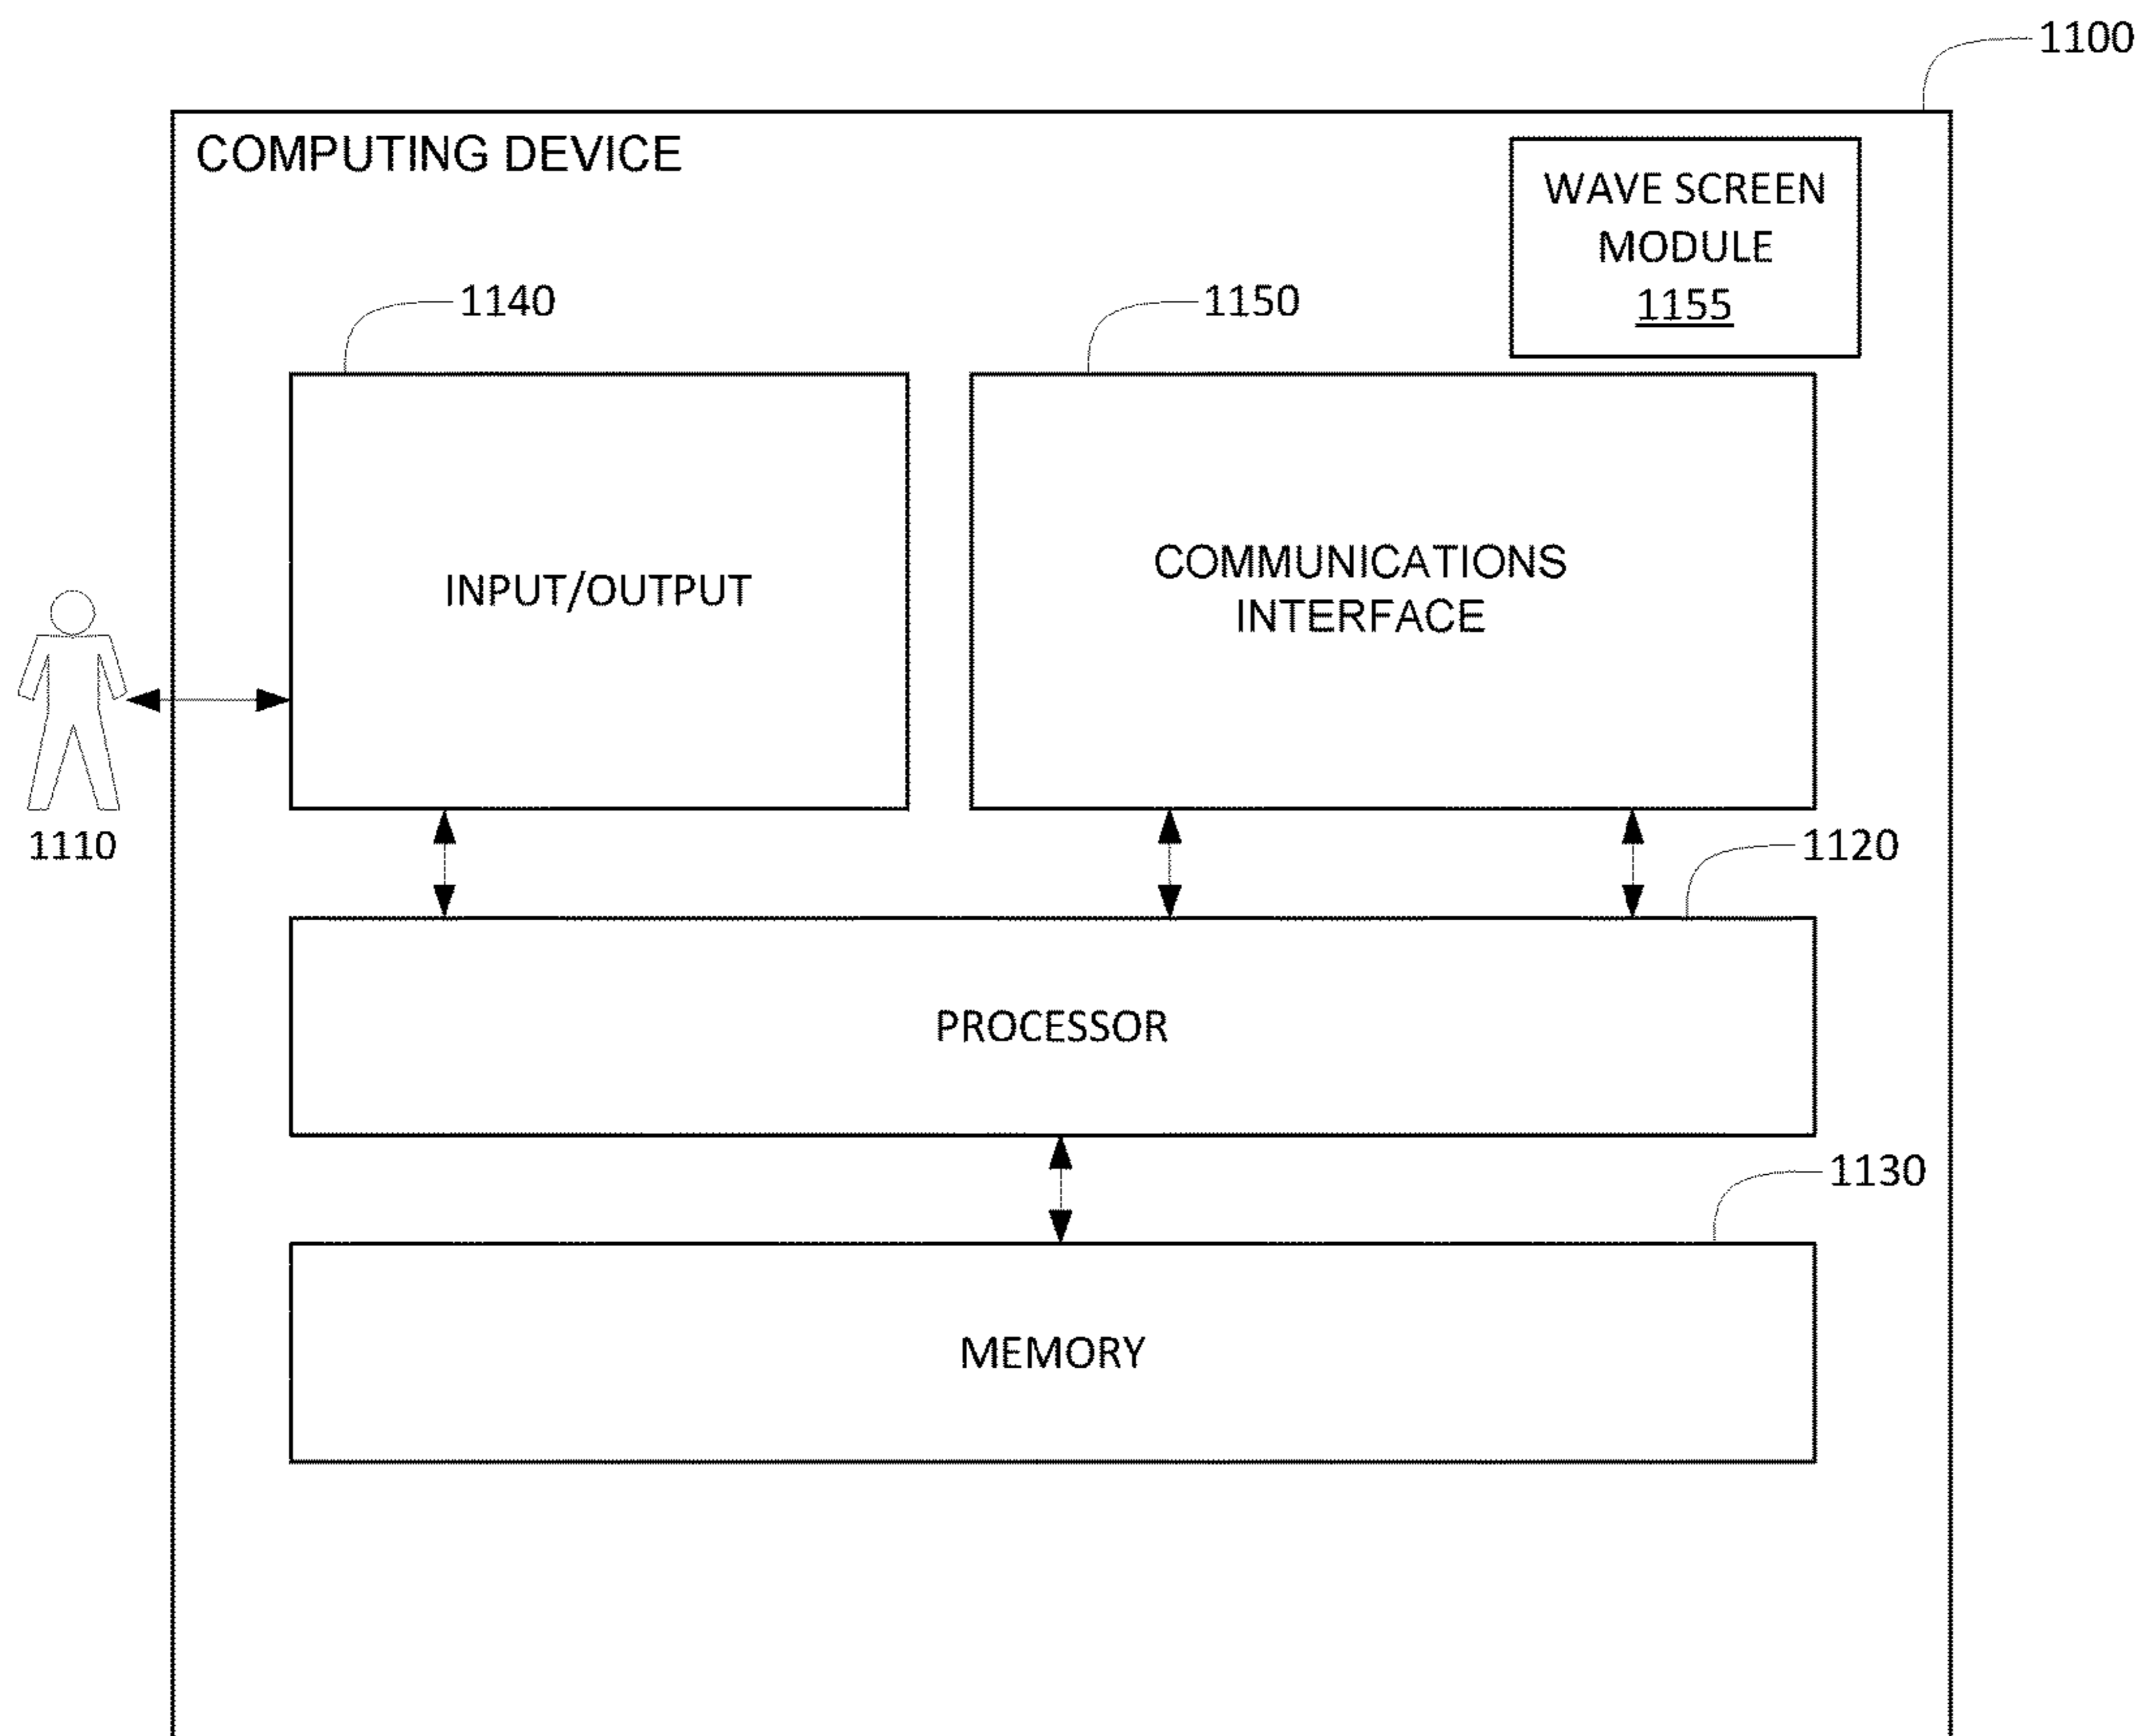 1100
COMPUTING DEVICE
WAVE SCREEN
MODULE
1155
1140
1150
INPUT/OUTPUT
COMMUNICATIONS
INTERFACE
1110
1120
PROCESSOR
1130
MEMORY